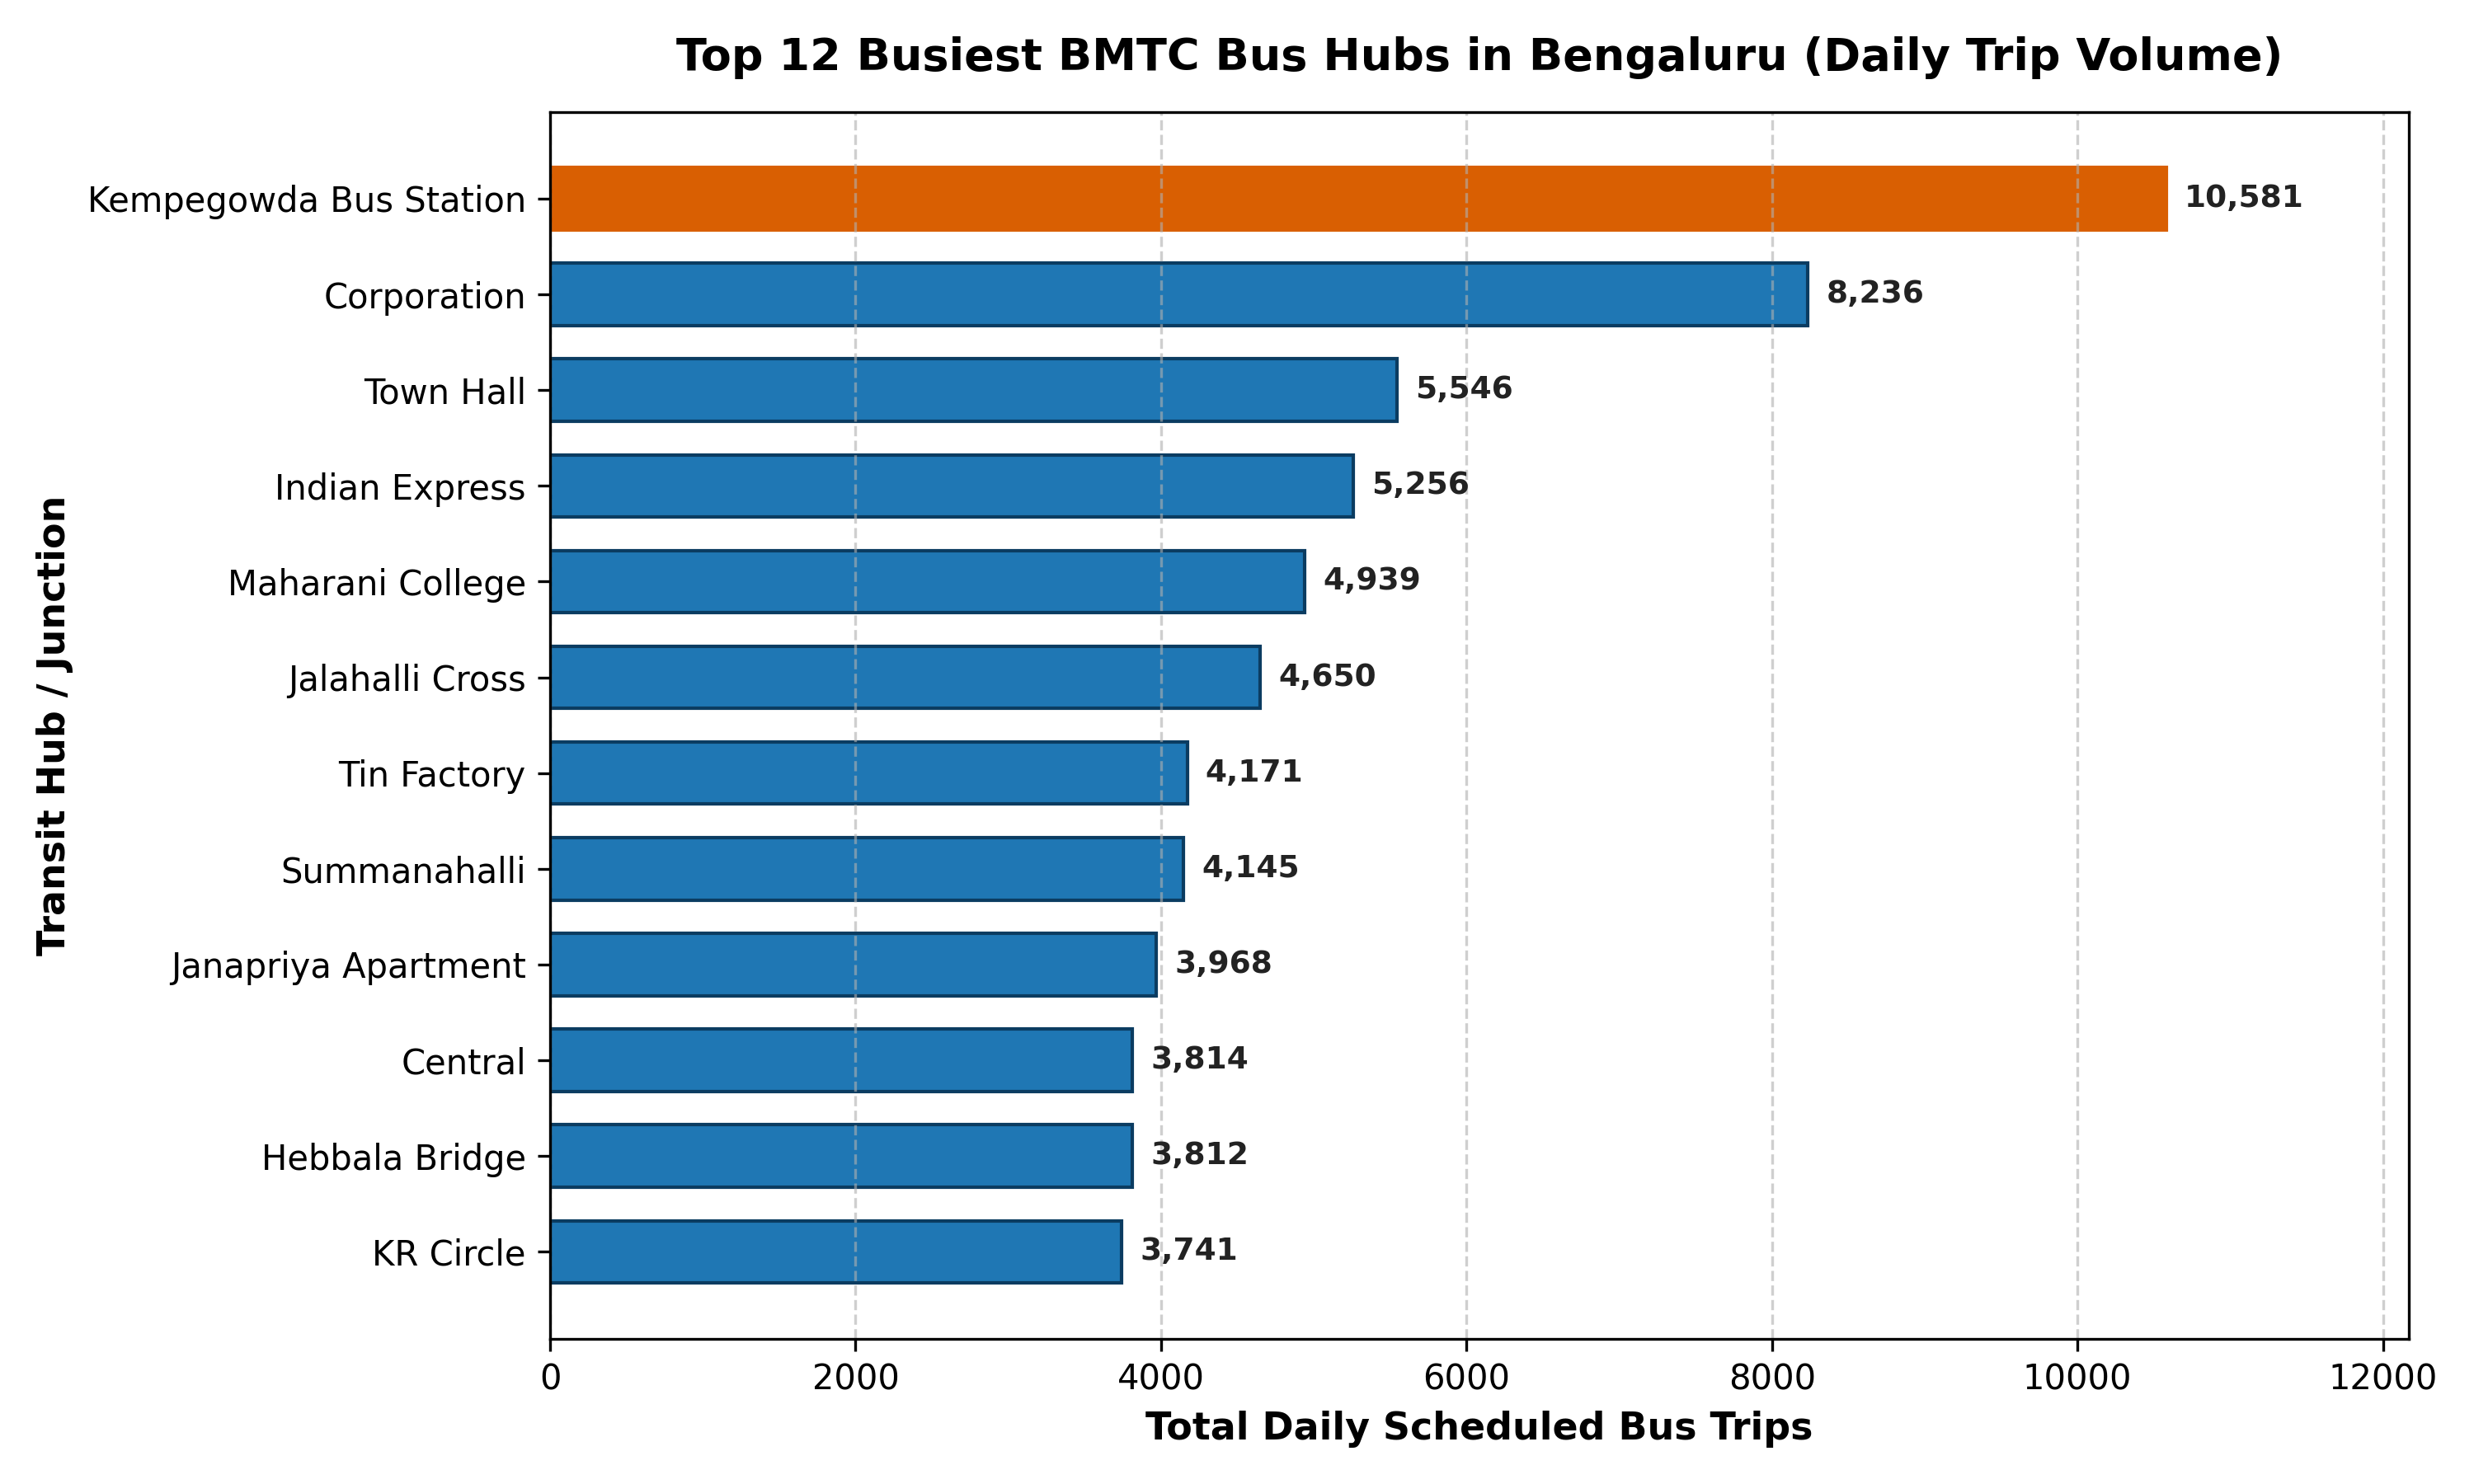 Top 12 Busiest BMTC Bus Hubs in Bengaluru (Daily Trip Volume)
Transit Hub / Junction
Kempegowda Bus Station 10,581
Corporation 8,236
Town Hall 5,546
Indian Express 5,256
Maharani College 4,939
Jalahalli Cross 4,650
Tin Factory 4,171
Summanahalli 4,145
Janapriya Apartment 3,968
Central 3,814
Hebbala Bridge 3,812
KR Circle 3,741
0 2000 4000 6000 8000 10000 12000
Total Daily Scheduled Bus Trips